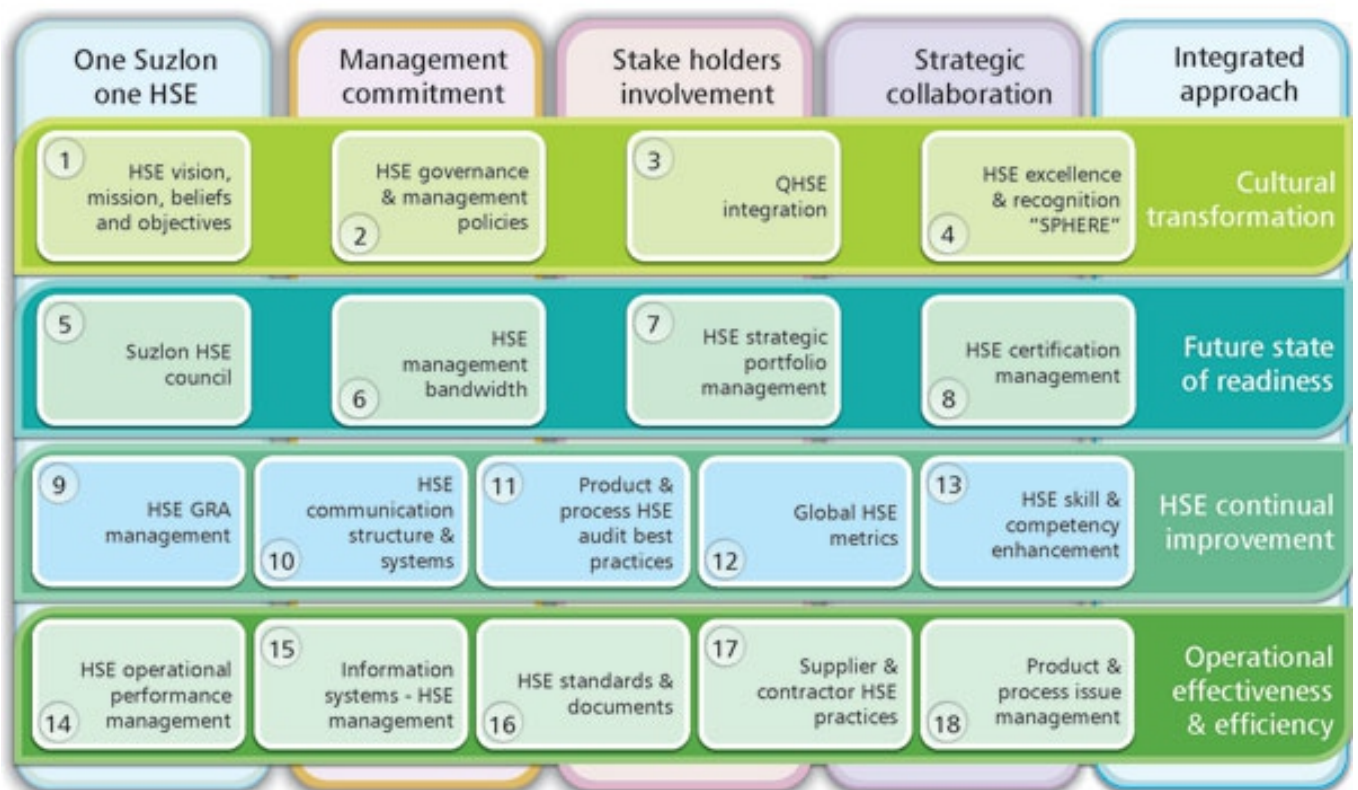 One Suzlon
one HSE
Management
commitment
Stake holders
involvement
Strategic
collaboration
Integrated
approach
1
HSE vision,
mission, beliefs
and objectives
HSE governance
& management
policies
2
3
QHSE
integration
HSE excellence
& recognition
"SPHERE"
4
Cultural
transformation
5
Suzlon HSE
council
HSE
management
bandwidth
6
7
HSE strategic
portfolio
management
HSE certification
management
8
Future state
of readiness
9
HSE GRA
management
HSE
communication
structure &
systems
10
11
Product &
process HSE
audit best
practices
Global HSE
metrics
12
13
HSE skill &
competency
enhancement
HSE continual
improvement
HSE operational
performance
management
14
15
Information
systems - HSE
management
HSE standards &
documents
16
17
Supplier &
contractor HSE
practices
Product &
process issue
management
18
Operational
effectiveness
& efficiency